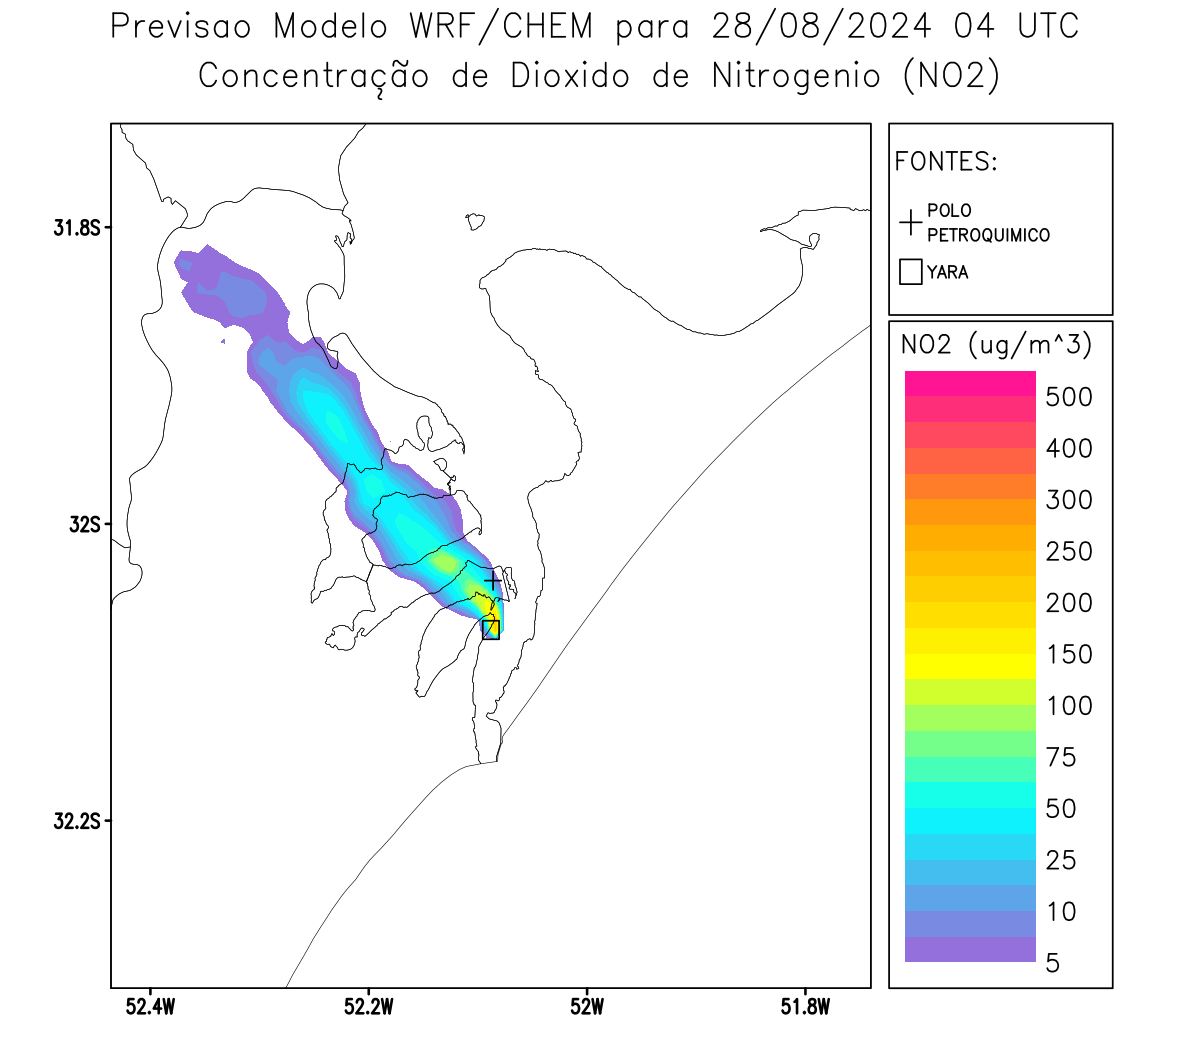 Previsao Modelo WRF/CHEM para 28/08/2024 04 UTC
Concentração de Dioxido de Nitrogenio (NO2)
FONTES:
POLO
PETROQUIMICO
YARA
NO2 (ug/m^3)
500
400
300
250
200
150
100
75
50
25
10
5
31.8S
32S
32.2S
52.4W
52.2W
52W
51.8W